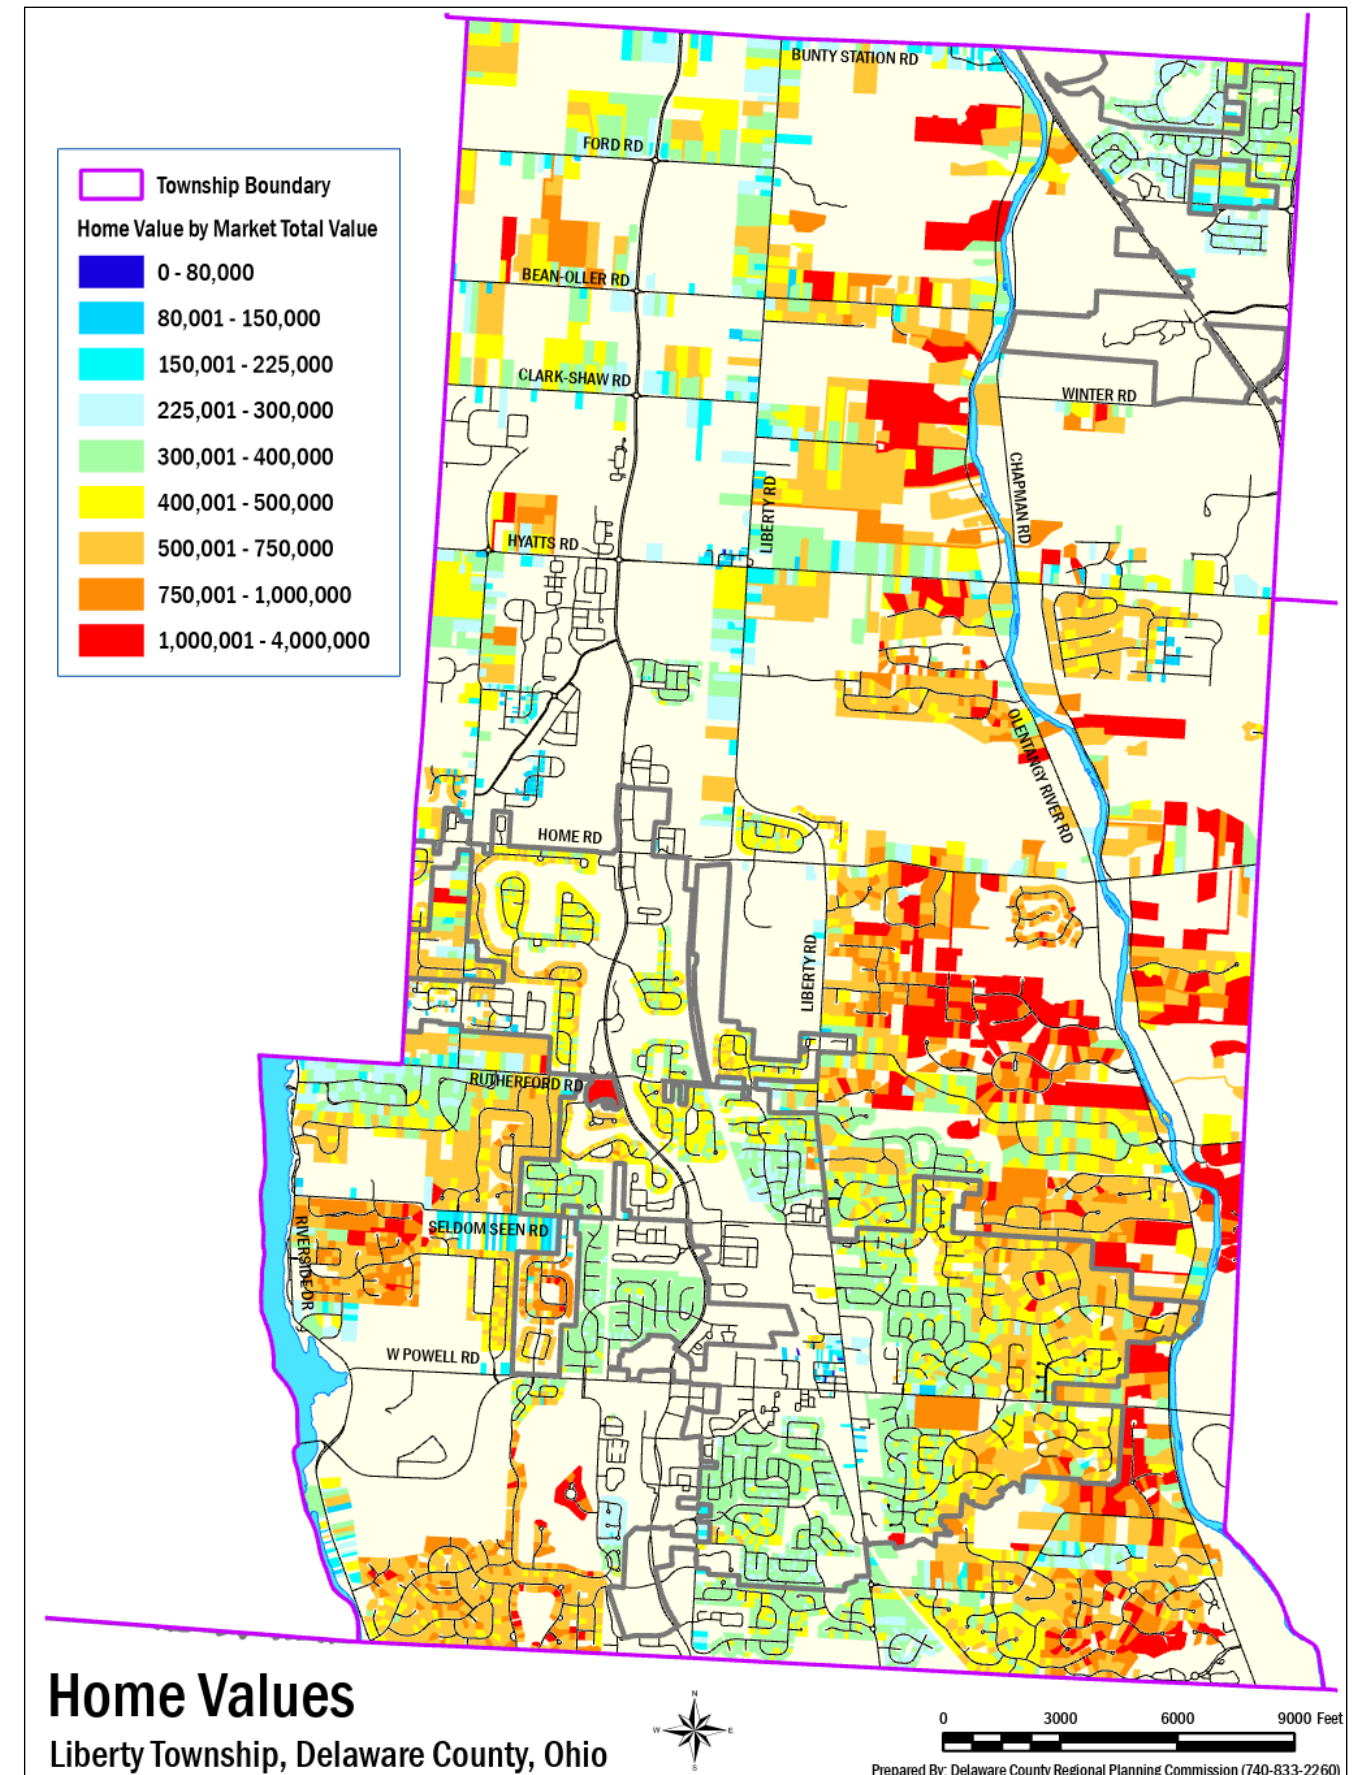 BUNTY STATION RD
FORD RD
Township Boundary
Home Value by Market Total Value
0 - 80,000
80,001 - 150,000
150,001 - 225,000
225,001 - 300,000
300,001 - 400,000
400,001 - 500,000
500,001 - 750,000
750,001 - 1,000,000
1,000,001 - 4,000,000
BEAN-OLLER RD
CLARK-SHAW RD
WINTER RD
CHAPMAN RD
LIBERTY RD
HYATTS RD
OLENTANGY RIVER RD
HOME RD
LIBERTY RD
RUTHERFORD RD
SELDOM SEEN RD
RIVERSIDE DR
W POWELL RD
Home Values
Liberty Township, Delaware County, Ohio
N
W
E
S
0 3000 6000 9000 Feet
Prepared By: Delaware County Regional Planning Commission (740-833-2260)